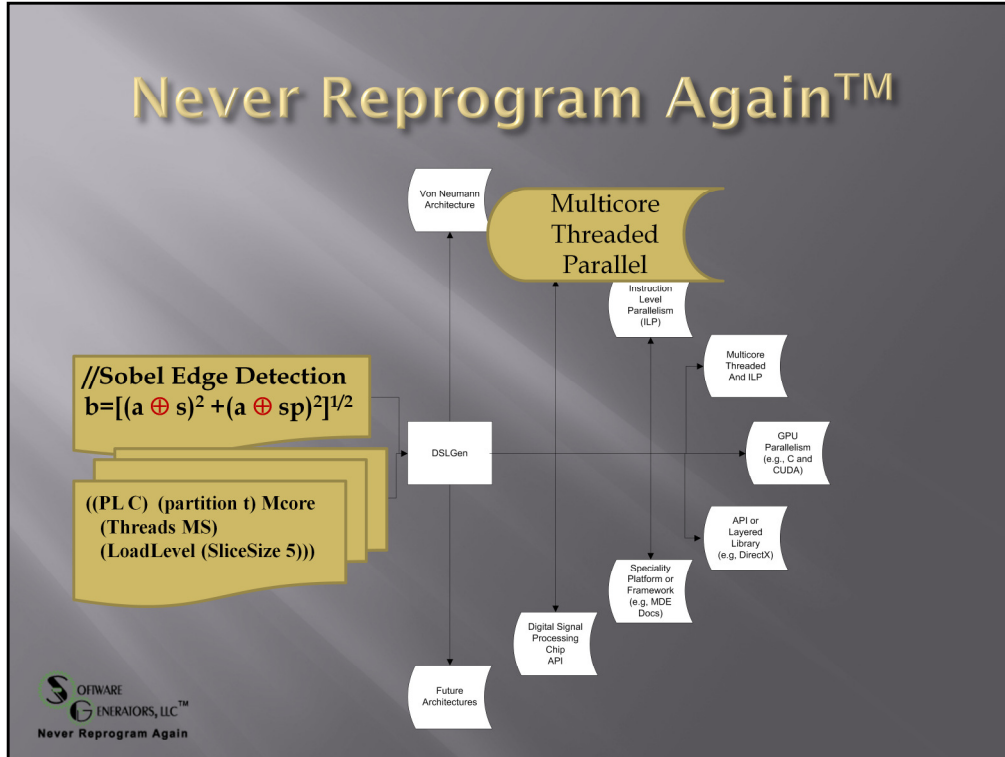 Never Reprogram Again™
Von Neumann
Architecture
Multicore
Threaded
Parallel
Instruction
Level
Parallelism
(ILP)
Multicore
Threaded
And ILP
//Sobel Edge Detection
b=[(a ⊕ s)² +(a ⊕ sp)²]¹/²
DSLGen
GPU
Parallelism
(e.g., C and
CUDA)
((PL C) (partition t) Mcore
(Threads MS)
(LoadLevel (SliceSize 5)))
API or
Layered
Library
(e.g, DirectX)
Speciality
Platform or
Framework
(e.g, MDE
Docs)
Digital Signal
Processing
Chip
API
Future
Architectures
SOFTWARE
GENERATORS, LLC™
Never Reprogram Again